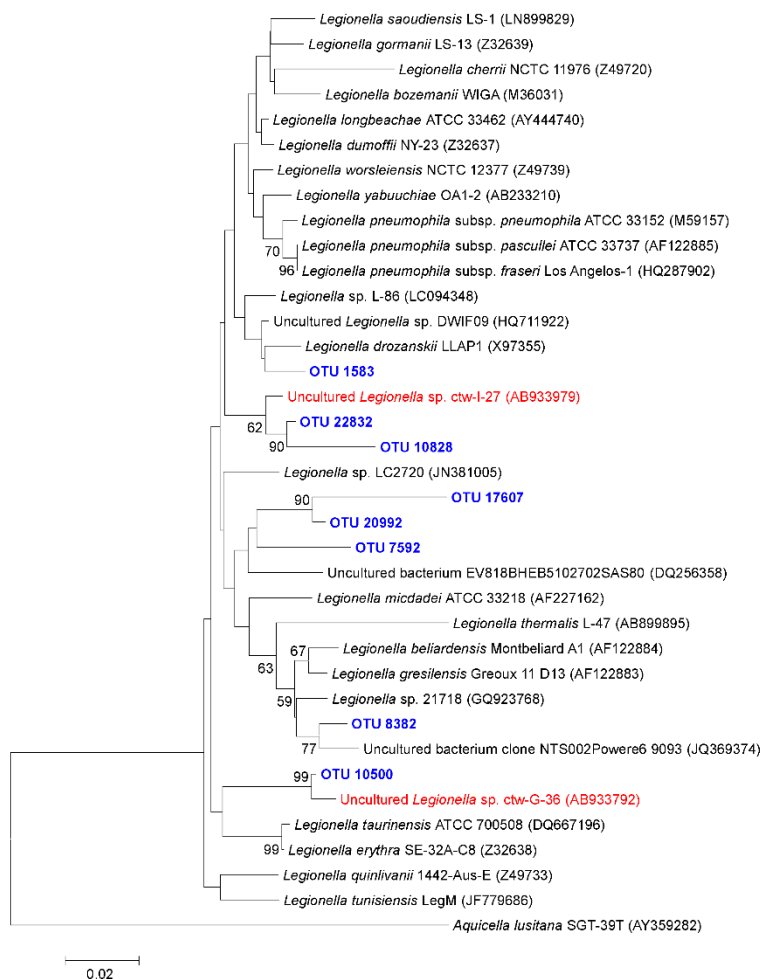 Legionella saoudiensis LS-1 (LN899829)
Legionella gormanii LS-13 (Z32639)
Legionella cherrii NCTC 11976 (Z49720)
Legionella bozemanii WIGA (M36031)
Legionella longbeachae ATCC 33462 (AY444740)
Legionella dumoffii NY-23 (Z32637)
Legionella worsleiensis NCTC 12377 (Z49739)
Legionella yabuuchiae OA1-2 (AB233210)
Legionella pneumophila subsp. pneumophila ATCC 33152 (M59157)
70 Legionella pneumophila subsp. pascullei ATCC 33737 (AF122885)
96 Legionella pneumophila subsp. fraseri Los Angelos-1 (HQ287902)
Legionella sp. L-86 (LC094348)
Uncultured Legionella sp. DWIF09 (HQ711922)
Legionella drozanskii LLAP1 (X97355)
OTU 1583
Uncultured Legionella sp. ctw-I-27 (AB933979)
62 OTU 22832
90 OTU 10828
Legionella sp. LC2720 (JN381005)
90 OTU 17607
OTU 20992
OTU 7592
Uncultured bacterium EV818BHEB5102702SAS80 (DQ256358)
Legionella micdadei ATCC 33218 (AF227162)
Legionella thermalis L-47 (AB899895)
67 Legionella beliardensis Montbeliard A1 (AF122884)
63 Legionella gresilensis Greoux 11 D13 (AF122883)
59 Legionella sp. 21718 (GQ923768)
OTU 8382
77 Uncultured bacterium clone NTS002Powere6 9093 (JQ369374)
99 OTU 10500
Uncultured Legionella sp. ctw-G-36 (AB933792)
Legionella taurinensis ATCC 700508 (DQ667196)
99 Legionella erythra SE-32A-C8 (Z32638)
Legionella quinlivanii 1442-Aus-E (Z49733)
Legionella tunisiensis LegM (JF779686)
Aquicella lusitana SGT-39T (AY359282)
0.02